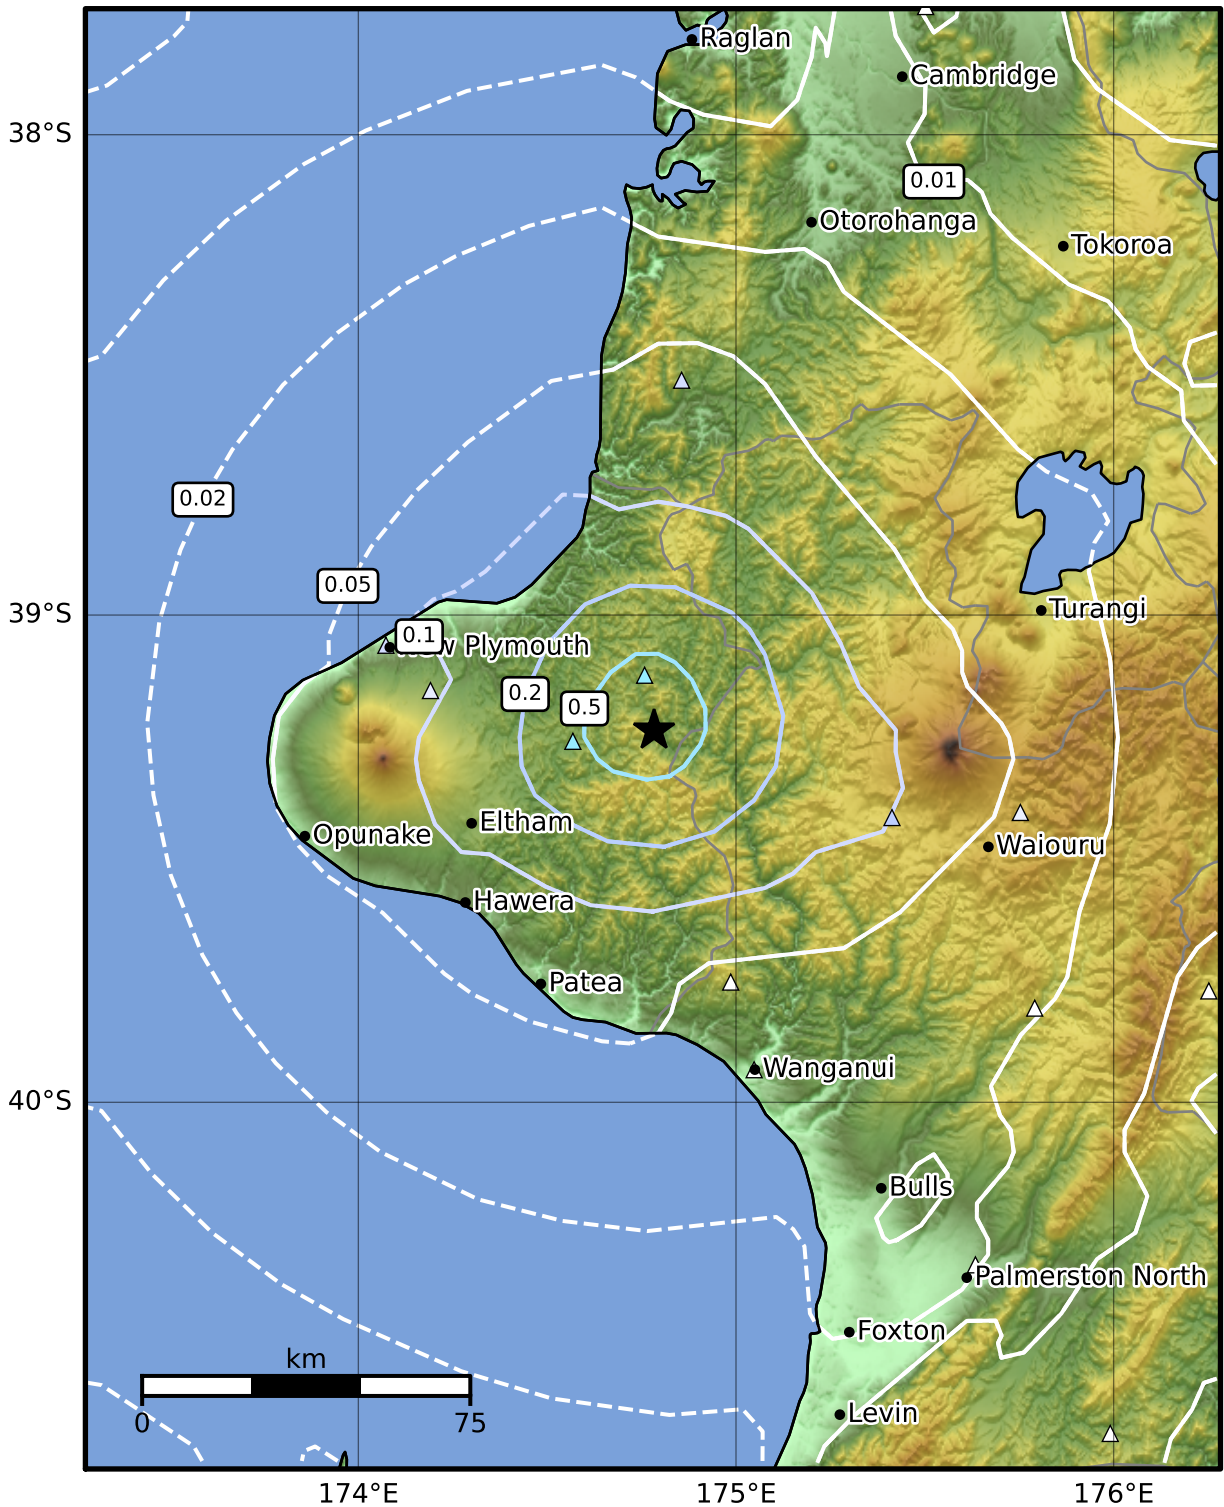 Raglan
Cambridge
38°S
0.01
Otorohanga
Tokoroa
0.02
0.05
39°S
Turangi
0.1
Plymouth
0.2
0.5
Opunake
Eltham
Waiouru
Hawera
Patea
Wanganui
40°S
Bulls
Palmerston North
Foxton
km
0 75
Levin
174°E 175°E 176°E